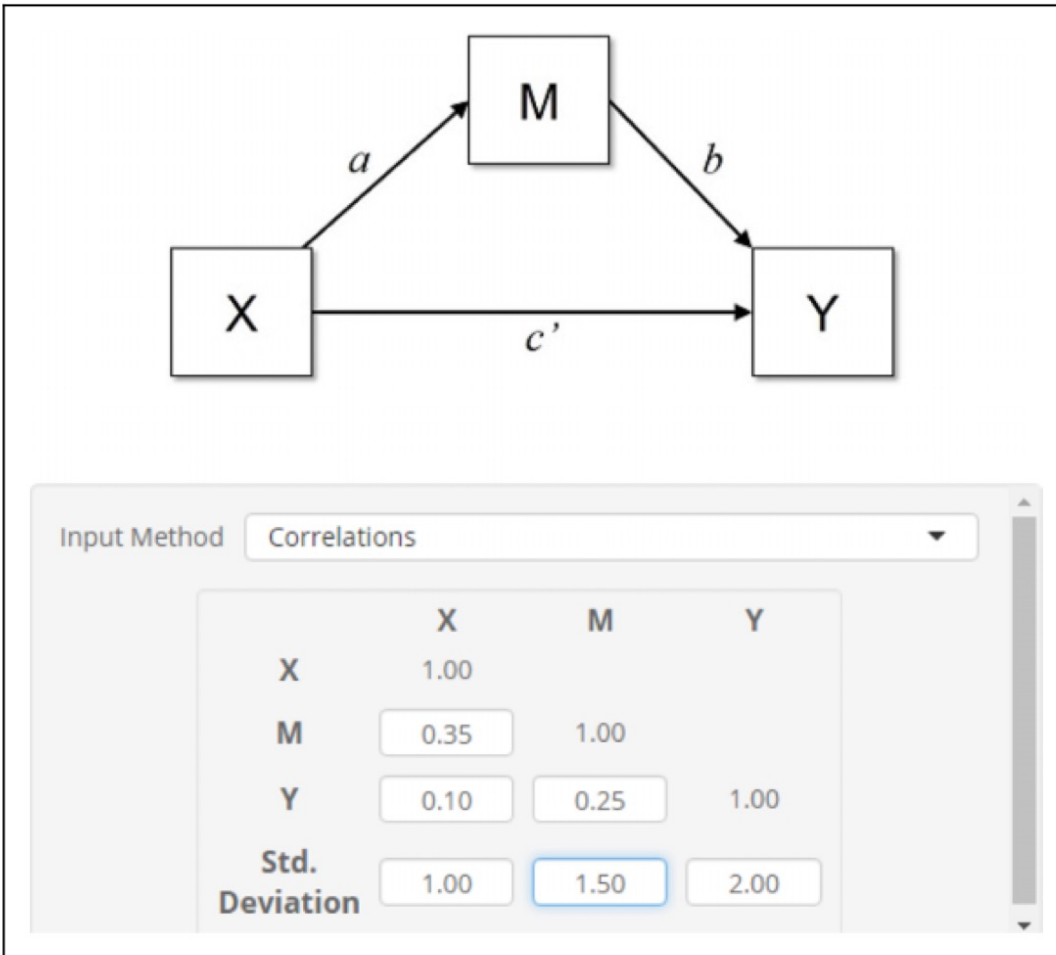 M
a
b
X
Y
c’
Input Method Correlations
X M Y
X 1.00
M 0.35 1.00
Y 0.10 0.25 1.00
Std.
Deviation 1.00 1.50 2.00